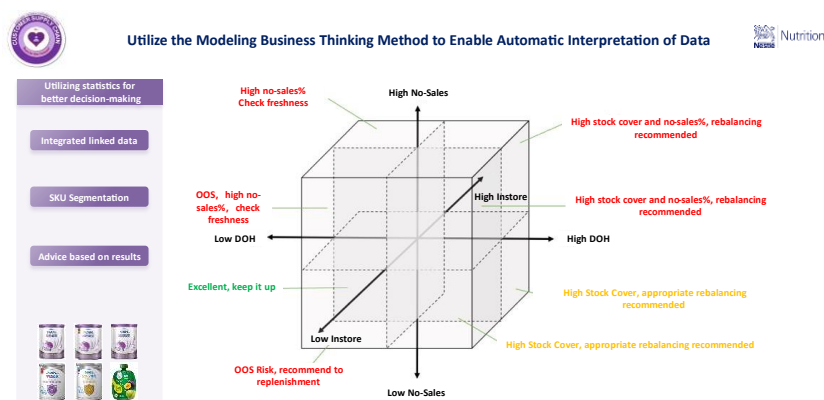 CUSTOMER SUPPLY CHAIN
Utilize the Modeling Business Thinking Method to Enable Automatic Interpretation of Data
Nestlé
Nutrition
Utilizing statistics for
better decision-making
Integrated linked data
SKU Segmentation
Advice based on results
High no-sales%
Check freshness
High No-Sales
High stock cover and no-sales%, rebalancing
recommended
OOS, high no-
sales%, check
freshness
High Instore
High stock cover and no-sales%, rebalancing
recommended
Low DOH
High DOH
Excellent, keep it up
High Stock Cover, appropriate rebalancing
recommended
Low Instore
High Stock Cover, appropriate rebalancing recommended
OOS Risk, recommend to
replenishment
Low No-Sales